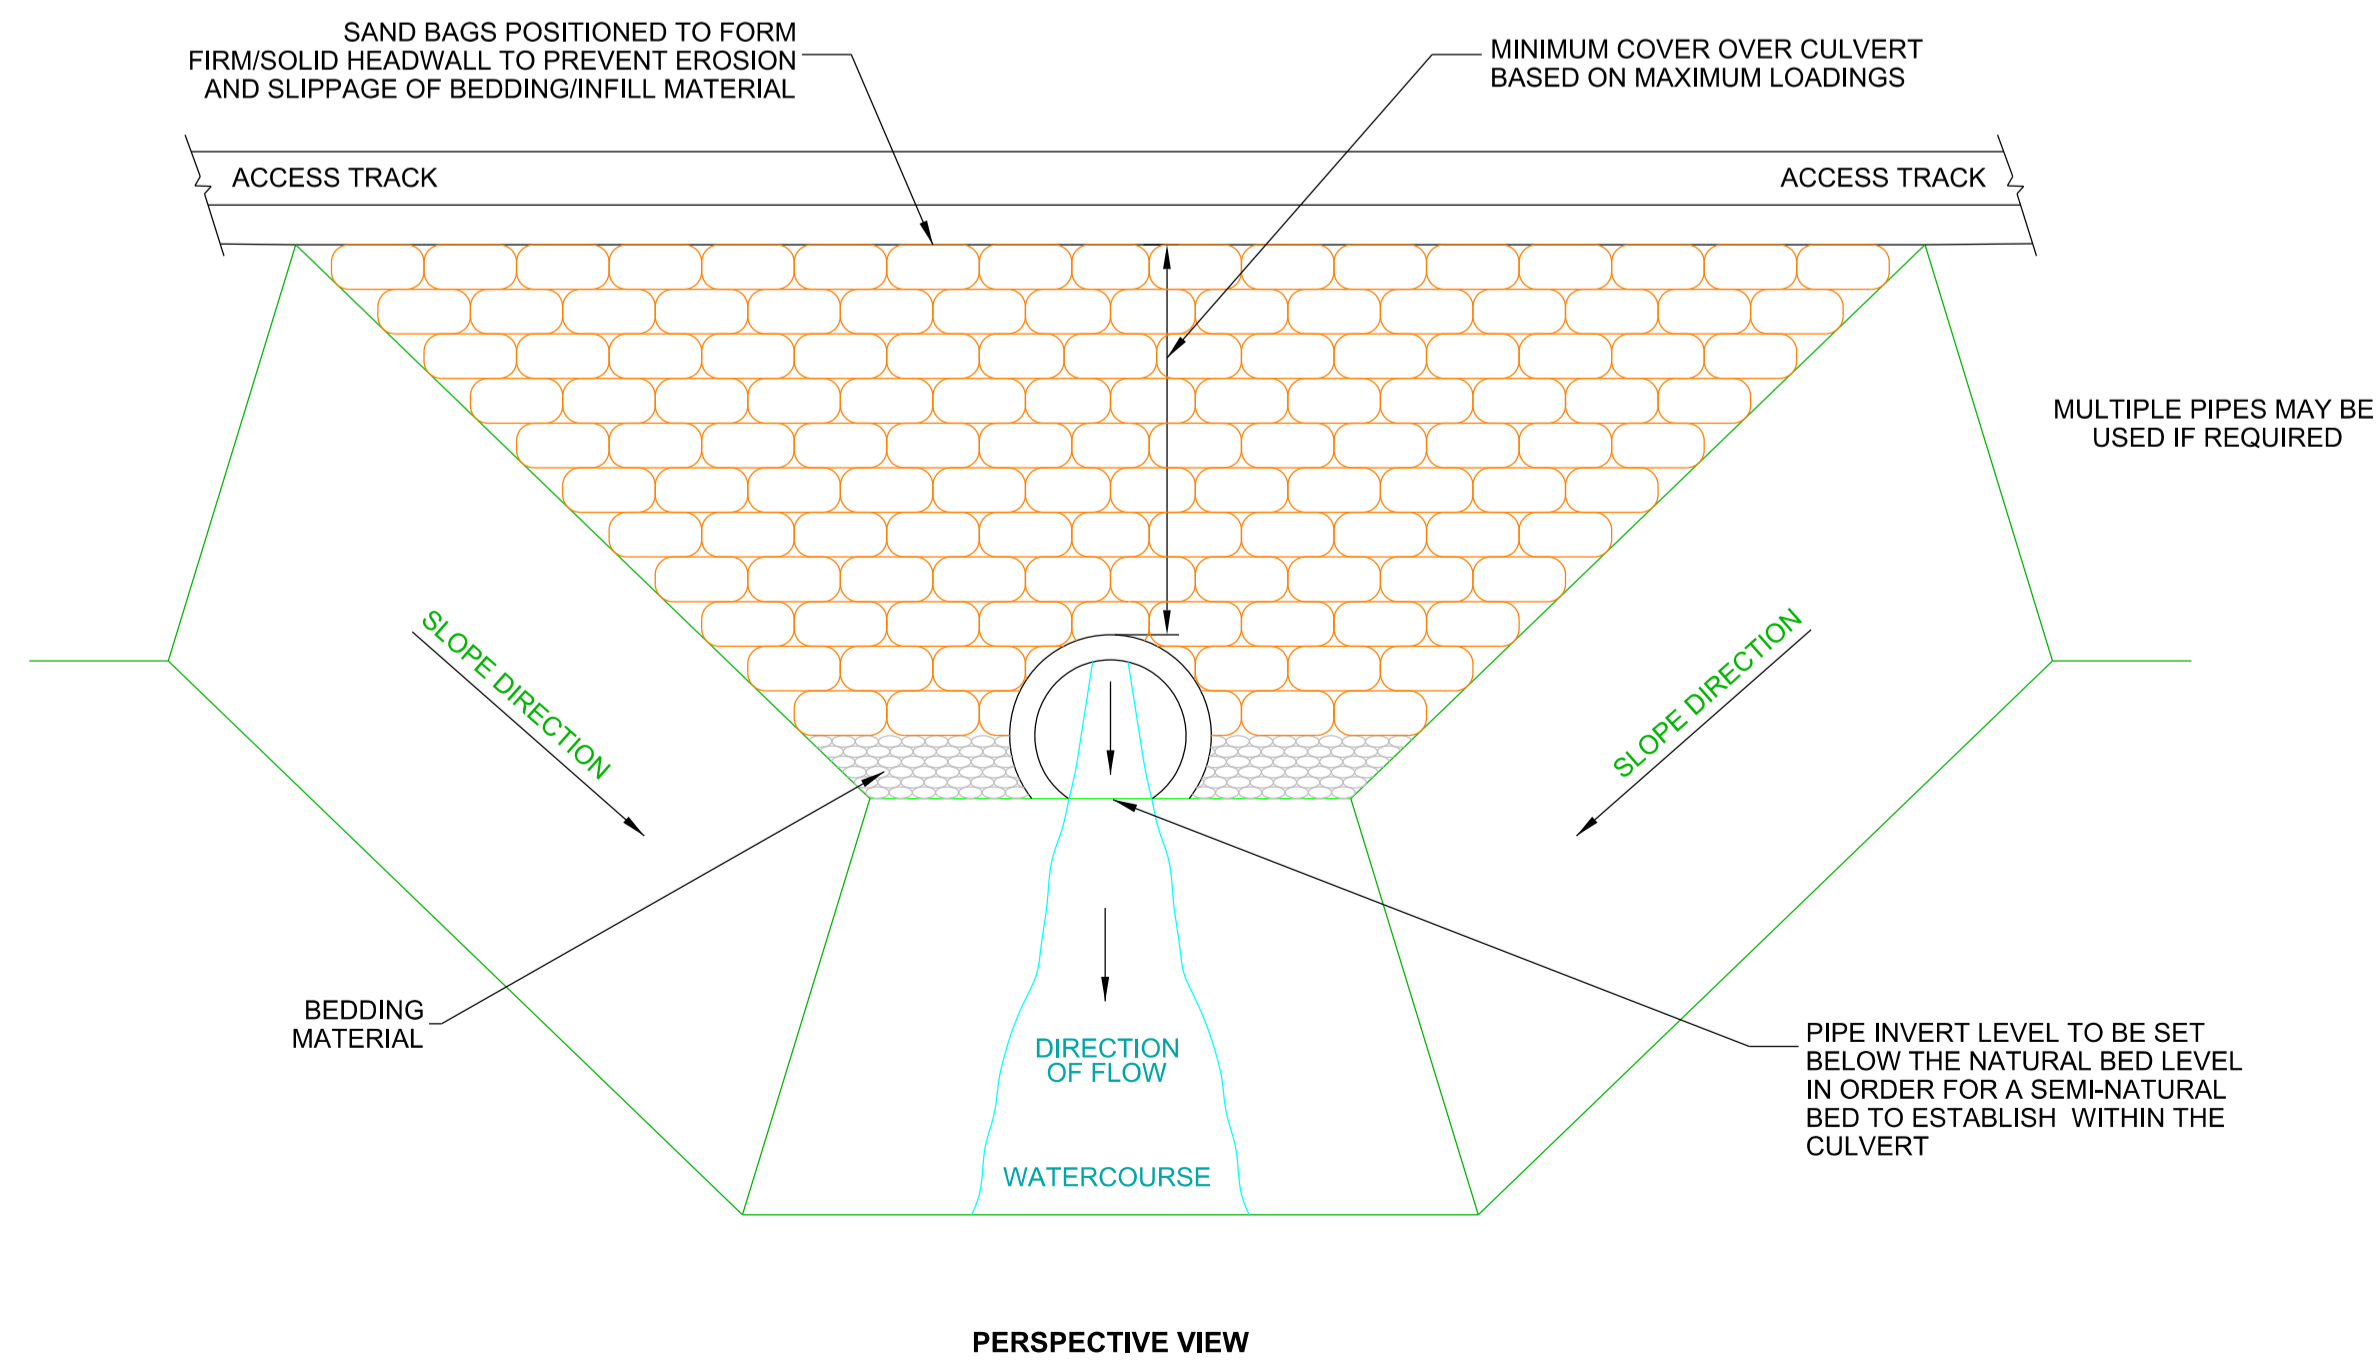 SAND BAGS POSITIONED TO FORM
FIRM/SOLID HEADWALL TO PREVENT EROSION
AND SLIPPAGE OF BEDDING/INFILL MATERIAL
MINIMUM COVER OVER CULVERT
BASED ON MAXIMUM LOADINGS
ACCESS TRACK
ACCESS TRACK
MULTIPLE PIPES MAY BE
USED IF REQUIRED
SLOPE DIRECTION
SLOPE DIRECTION
BEDDING
MATERIAL
DIRECTION
OF FLOW
WATERCOURSE
PIPE INVERT LEVEL TO BE SET
BELOW THE NATURAL BED LEVEL
IN ORDER FOR A SEMI-NATURAL
BED TO ESTABLISH WITHIN THE
CULVERT
PERSPECTIVE VIEW